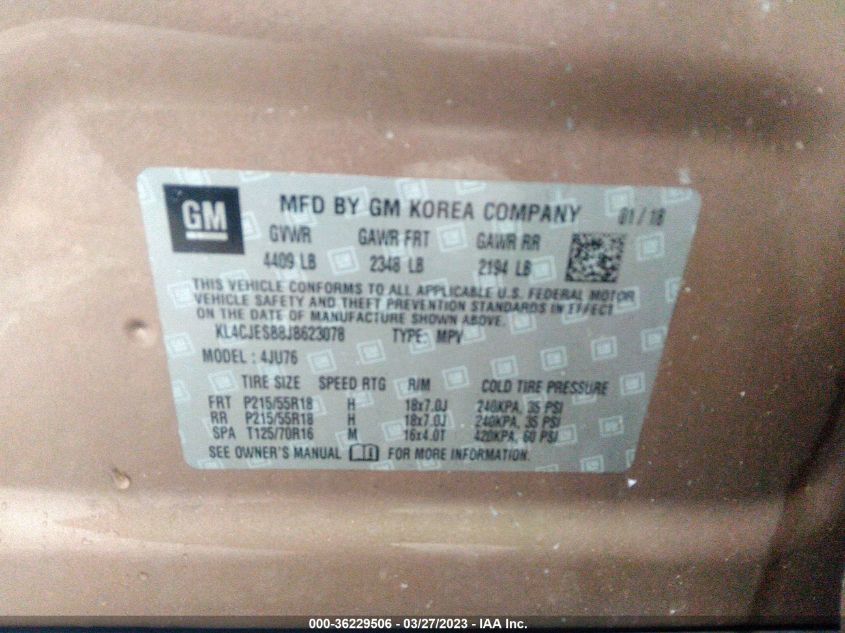 GM
MFD BY GM KOREA COMPANY 01/18
GVWR GAWR FRT GAWR RR
4409 LB 2348 LB 2194 LB
THIS VEHICLE CONFORMS TO ALL APPLICABLE U.S. FEDERAL MOTOR
VEHICLE SAFETY AND THEFT PREVENTION STANDARDS IN EFFECT
ON THE DATE OF MANUFACTURE SHOWN ABOVE.
KL4CJESB8JB623078 TYPE: MPV
MODEL: 4JU76
TIRE SIZE SPEED RTG RIM COLD TIRE PRESSURE
FRT P215/55R18 H 18x7.0J 240KPA, 35 PSI
RR P215/55R18 H 18x7.0J 240KPA, 35 PSI
SPA T125/70R16 M 16x4.0T 420KPA, 60 PSI
SEE OWNER'S MANUAL FOR MORE INFORMATION.
000-36229506 - 03/27/2023 - IAA Inc.